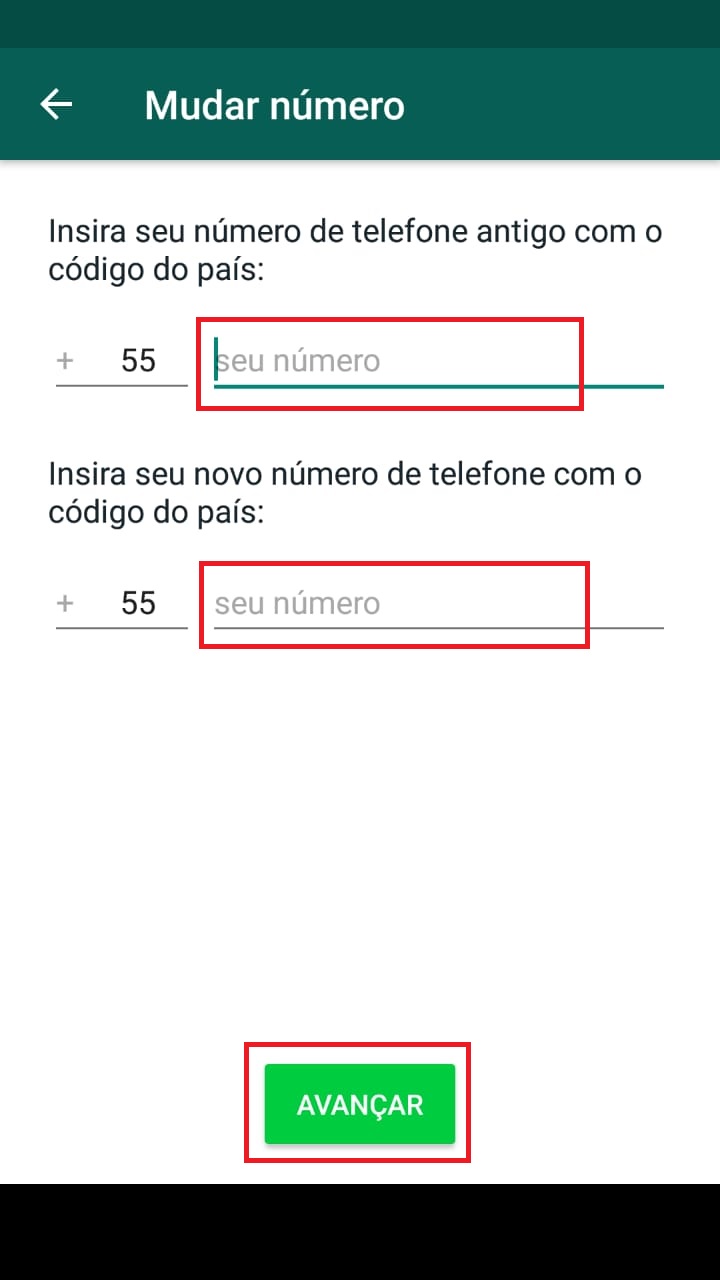 Mudar número
Insira seu número de telefone antigo com o
código do país:
+ 55 seu número
Insira seu novo número de telefone com o
código do país:
+ 55 seu número
AVANÇAR